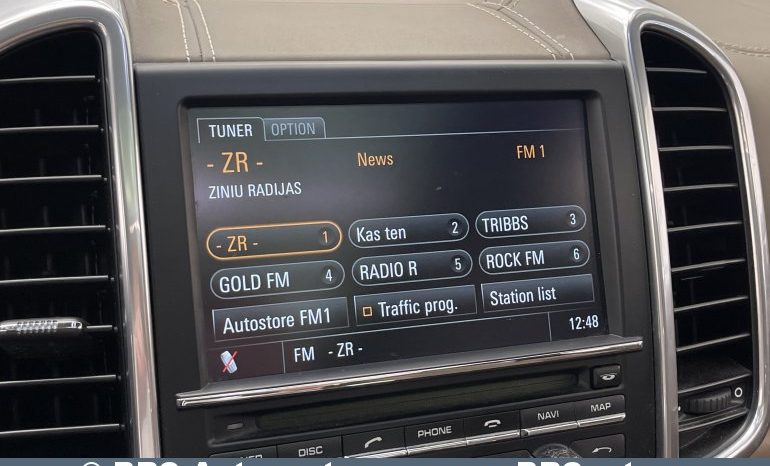 TUNER OPTION
- ZR - News FM 1
ZINIU RADIJAS
- ZR - 1 Kas ten 2 TRIBBS 3
GOLD FM 4 RADIO R 5 ROCK FM 6
Autostore FM1 Traffic prog. Station list
FM - ZR - 12:48
DISC PHONE NAVI MAP